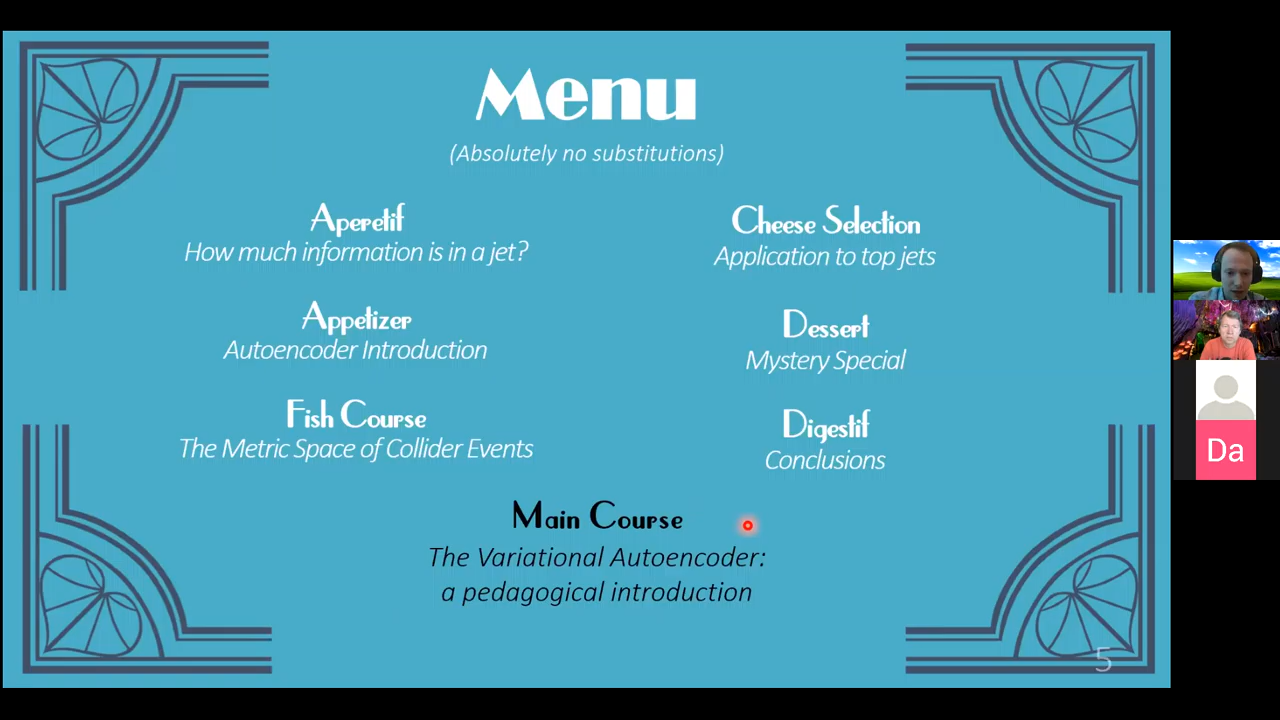 Menu
(Absolutely no substitutions)
Aperetif
How much information is in a jet?
Appetizer
Autoencoder Introduction
Fish Course
The Metric Space of Collider Events
Cheese Selection
Application to top jets
Dessert
Mystery Special
Digestif
Conclusions
Main Course
The Variational Autoencoder:
a pedagogical introduction
5
Da